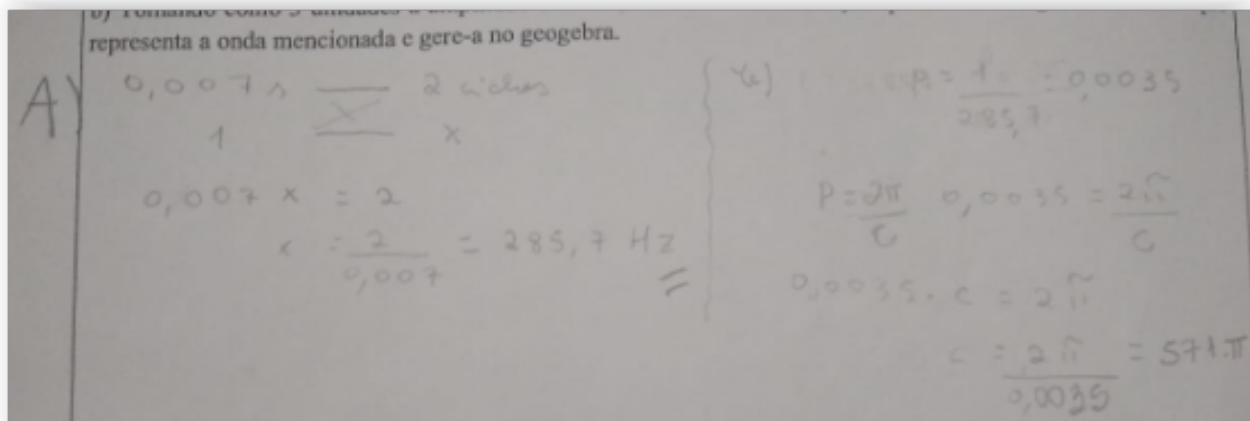 representa a onda mencionada e gere-a no geogebra.
A)
0,007 s 2 ciclos
1 x
0,007 x = 2
x = 2/0,007 = 285,7 Hz
b) P = 1/285,7 = 0,0035
P = 2π/C 0,0035 = 2π/C
0,0035 . c = 2π
c = 2π/0,0035 = 571.π